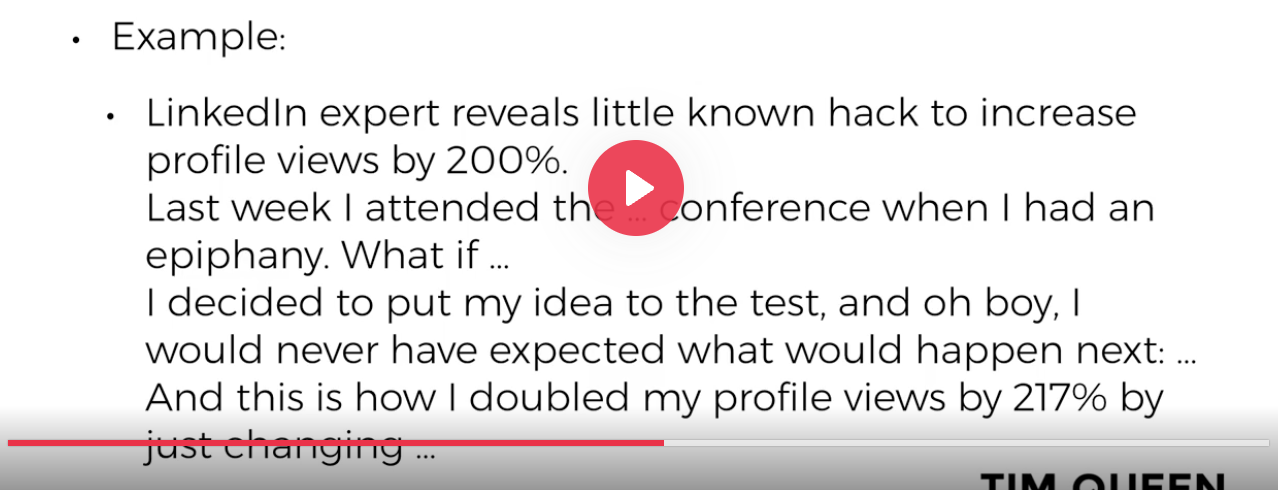 • Example:
• LinkedIn expert reveals little known hack to increase
profile views by 200%.
Last week I attended the ... conference when I had an
epiphany. What if ...
I decided to put my idea to the test, and oh boy, I
would never have expected what would happen next: ...
And this is how I doubled my profile views by 217% by
just changing ...
TIM QUEEN